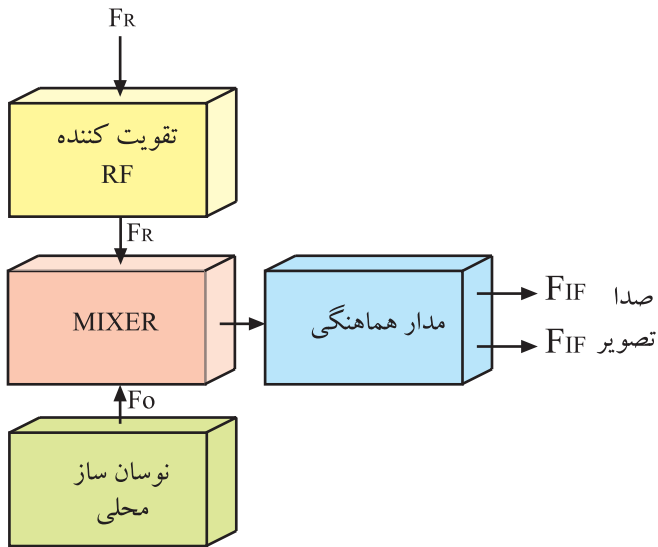 FR
تقویت کننده
RF
FR
MIXER
مدار هماهنگی
FIF صدا
FIF تصویر
Fo
نوسان ساز
محلی